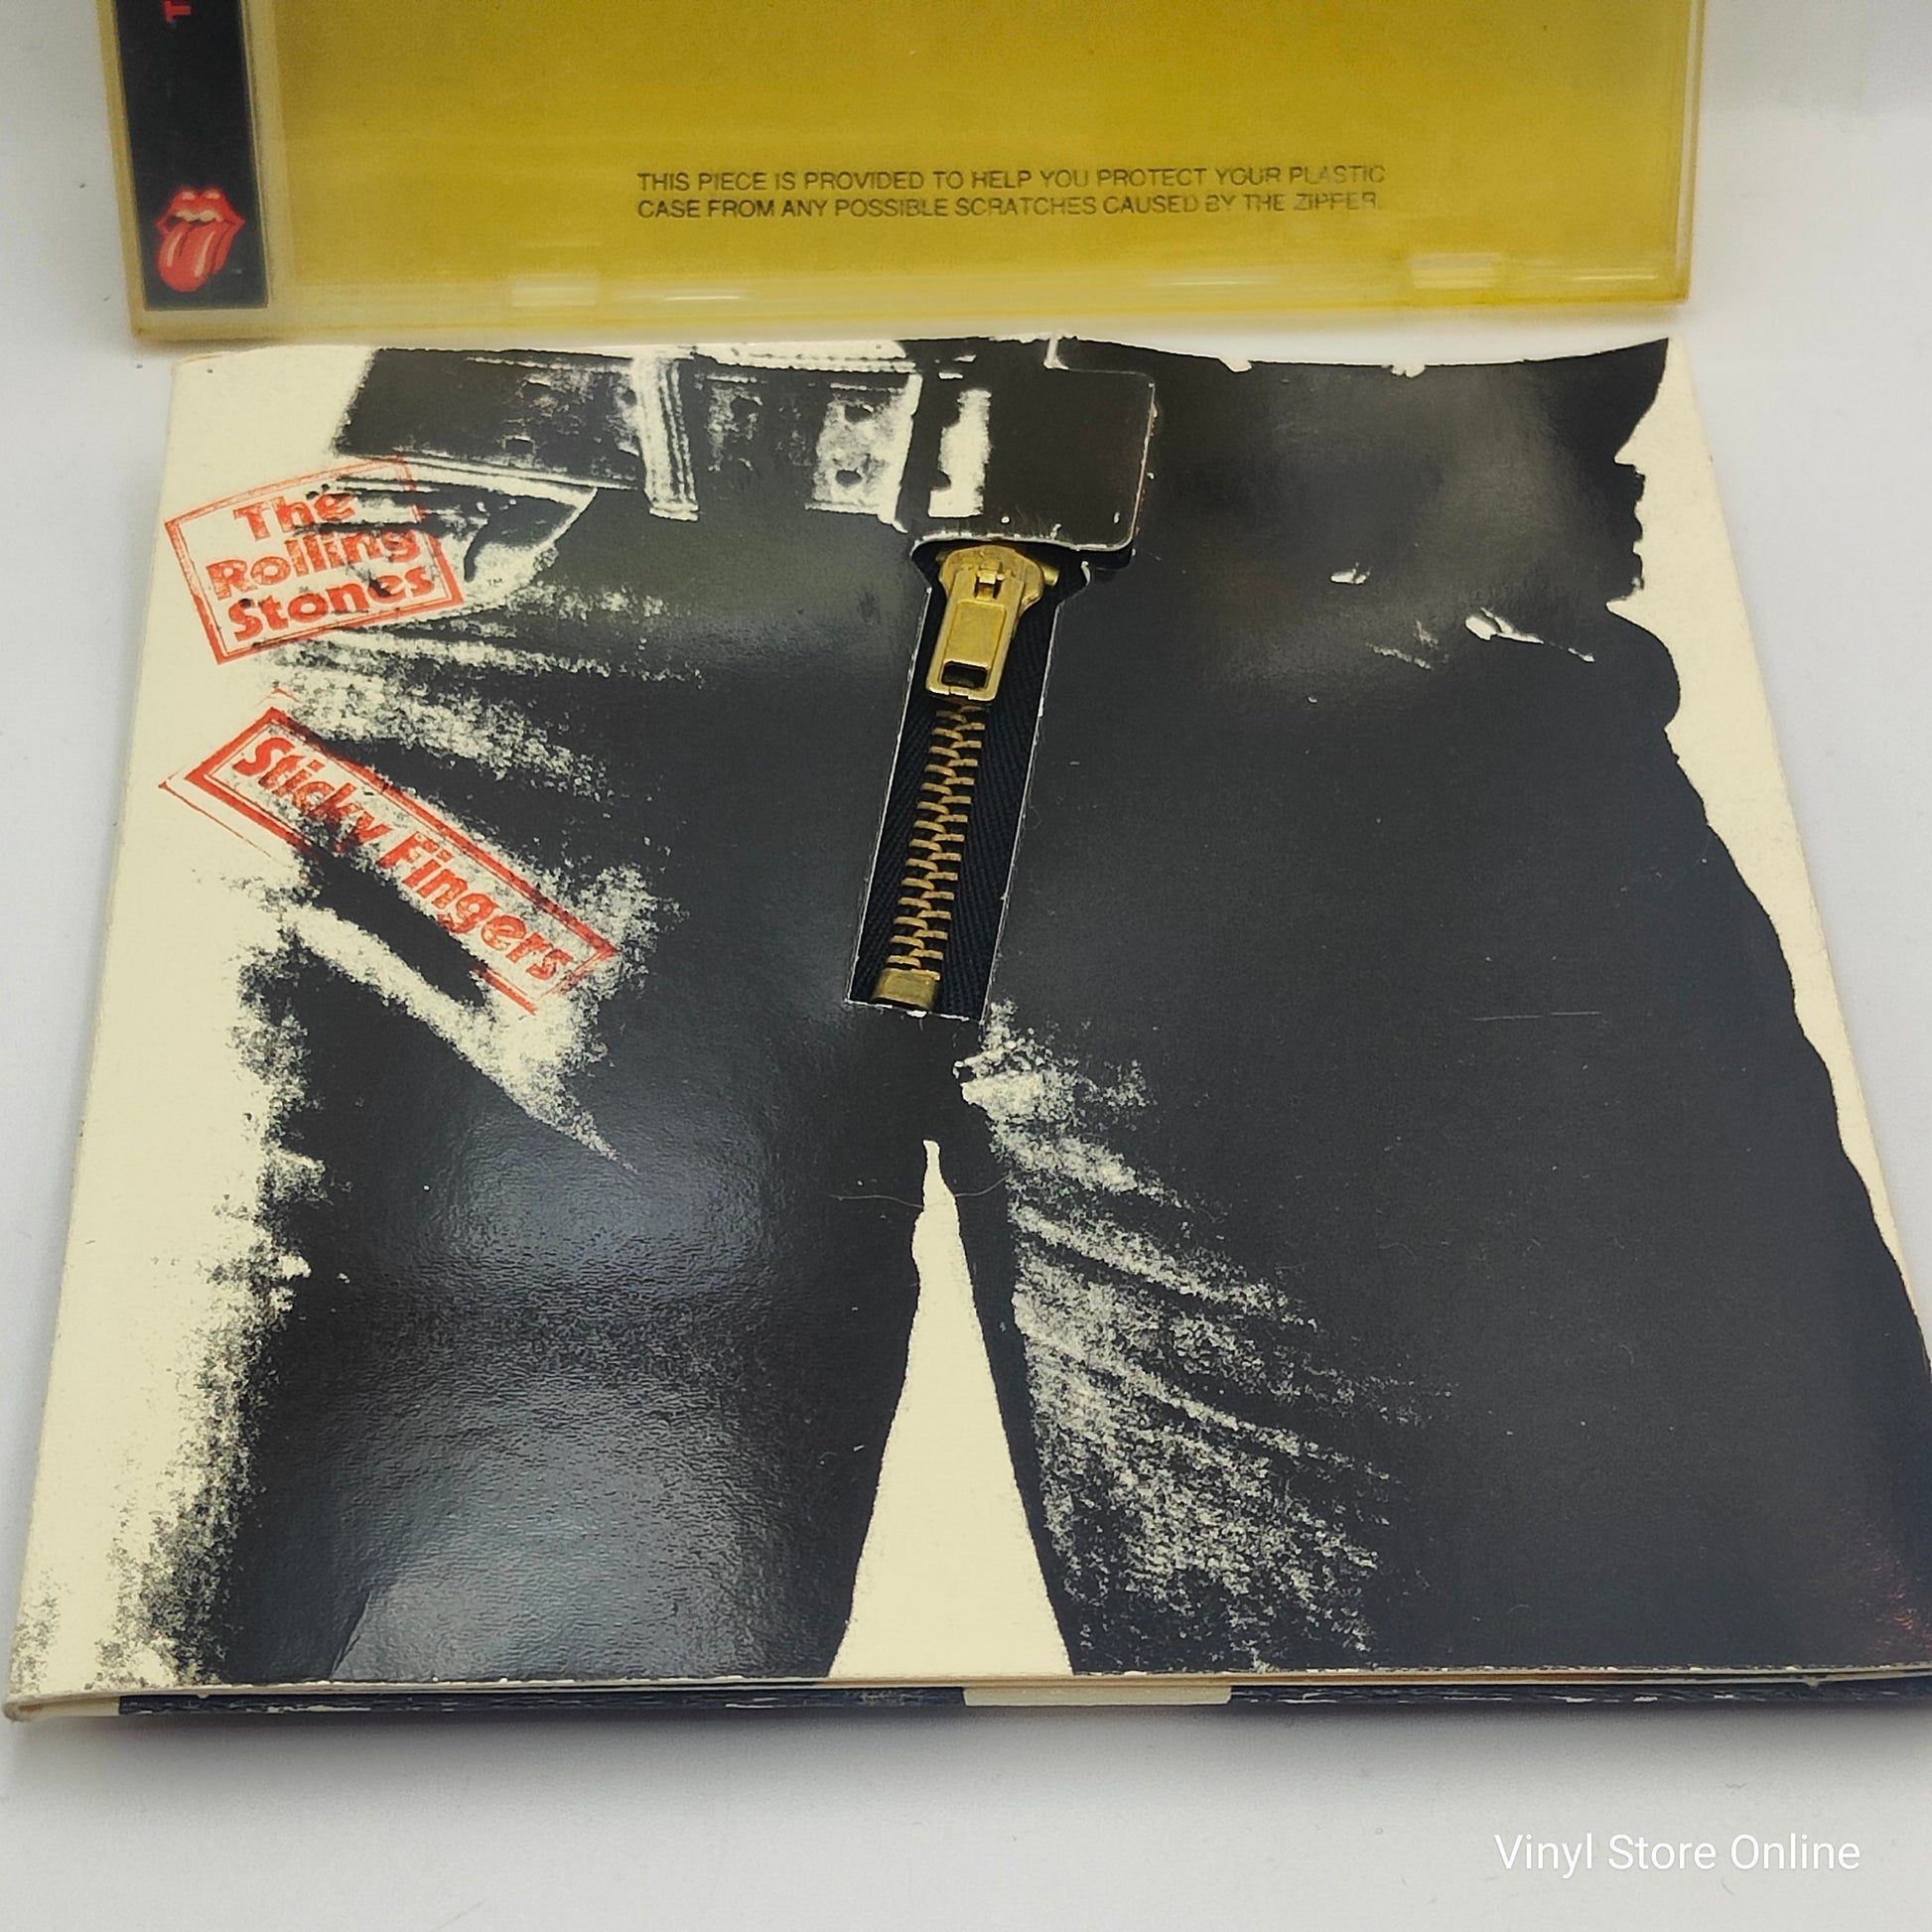 THIS PIECE IS PROVIDED TO HELP YOU PROTECT YOUR PLASTIC
CASE FROM ANY POSSIBLE SCRATCHES CAUSED BY THE ZIPPER.
The
Rolling
Stones
Sticky Fingers
Vinyl Store Online